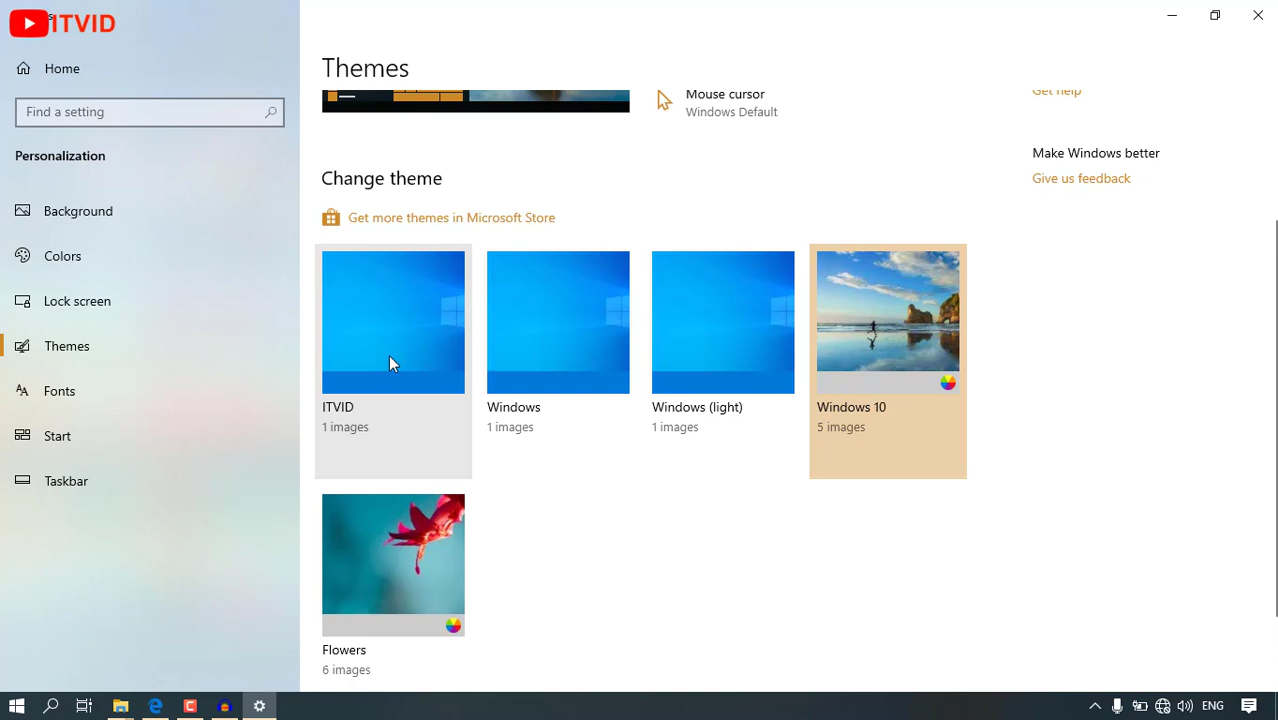 ITVID
Home
Find a setting
Personalization
Background
Colors
Lock screen
Themes
Fonts
Start
Taskbar
Themes
Mouse cursor
Windows Default
Change theme
Get more themes in Microsoft Store
ITVID
1 images
Windows
1 images
Windows (light)
1 images
Windows 10
5 images
Flowers
6 images
Get help
Make Windows better
Give us feedback
ENG